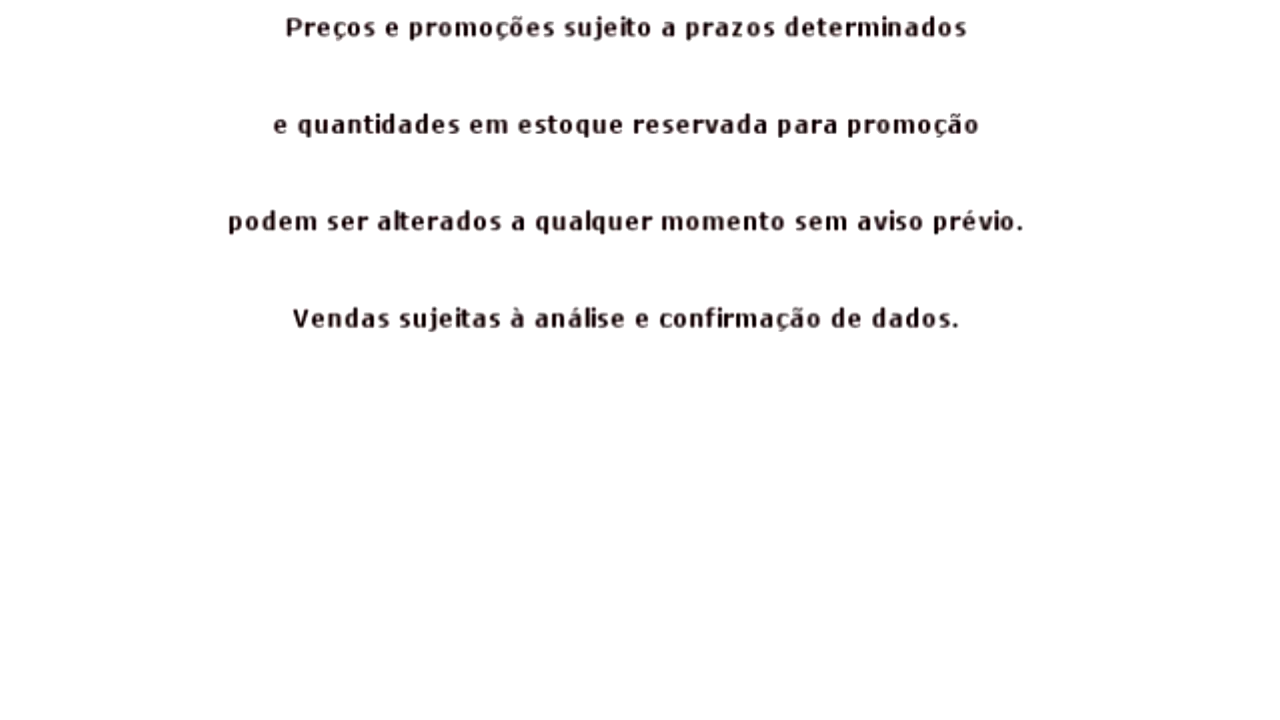 Preços e promoções sujeito a prazos determinados
e quantidades em estoque reservada para promoção
podem ser alterados a qualquer momento sem aviso prévio.
Vendas sujeitas à análise e confirmação de dados.